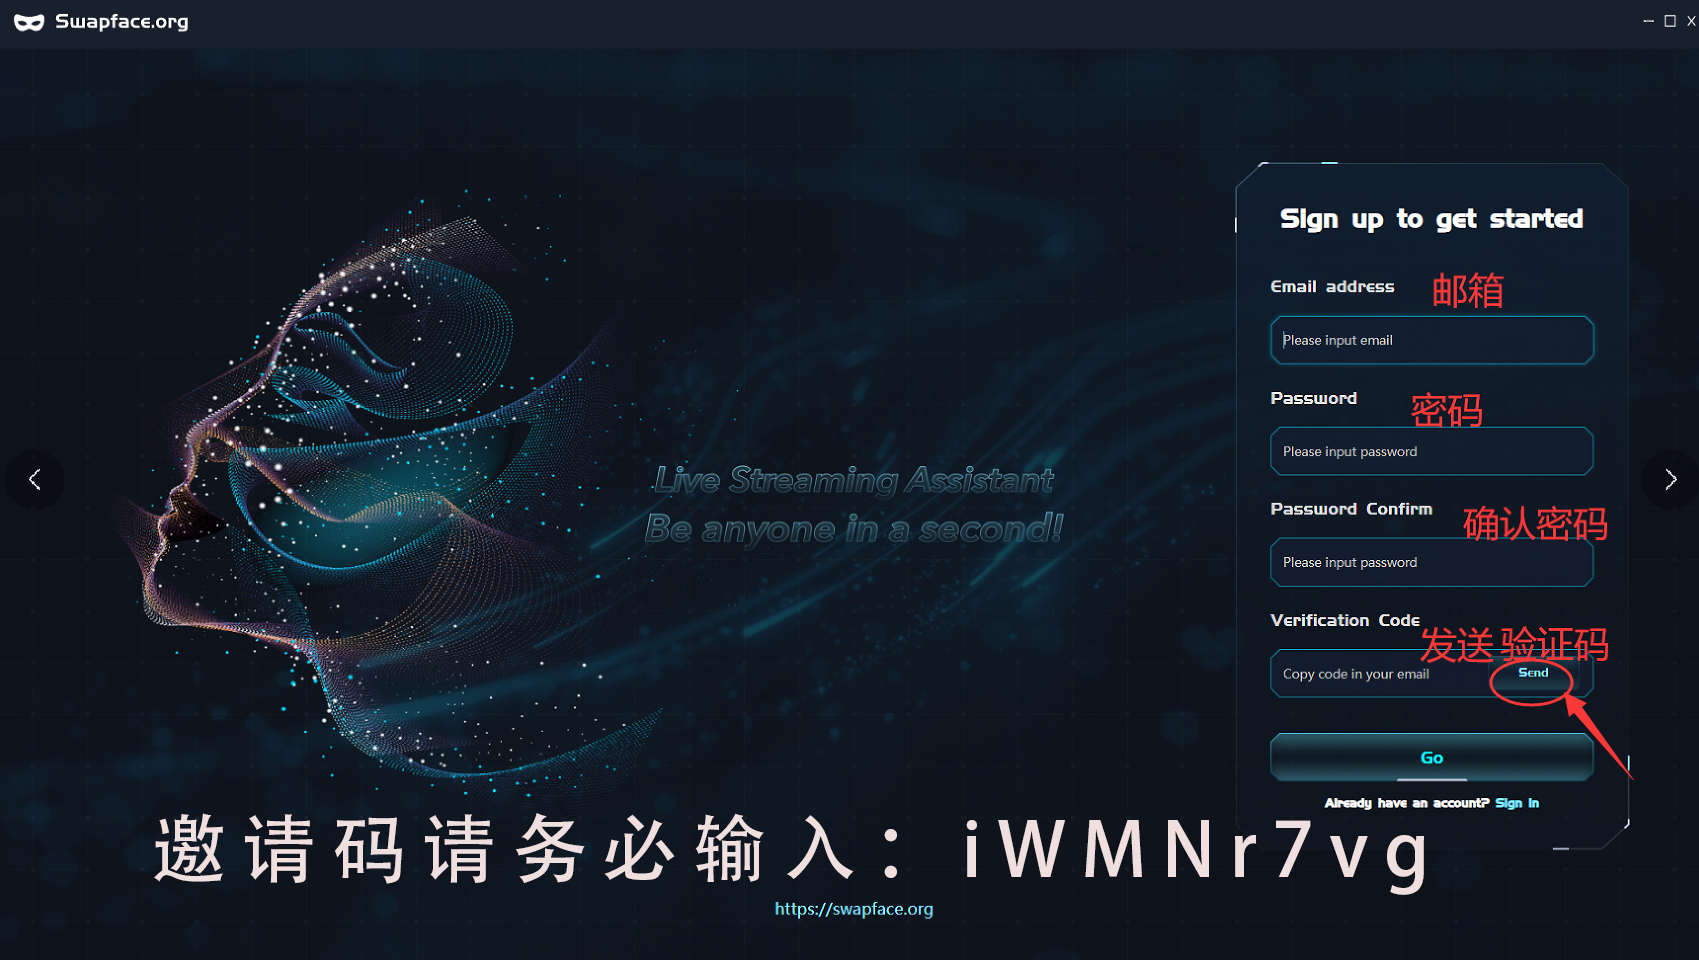 Swapface.org
Live Streaming Assistant
Be anyone in a second!
Sign up to get started
Email address 邮箱
Please input email
Password 密码
Please input password
Password Confirm 确认密码
Please input password
Verification Code 发送 验证码
Copy code in your email Send
Go
Already have an account? Sign In
邀请码请务必输入：iWMNr7vg
https://swapface.org